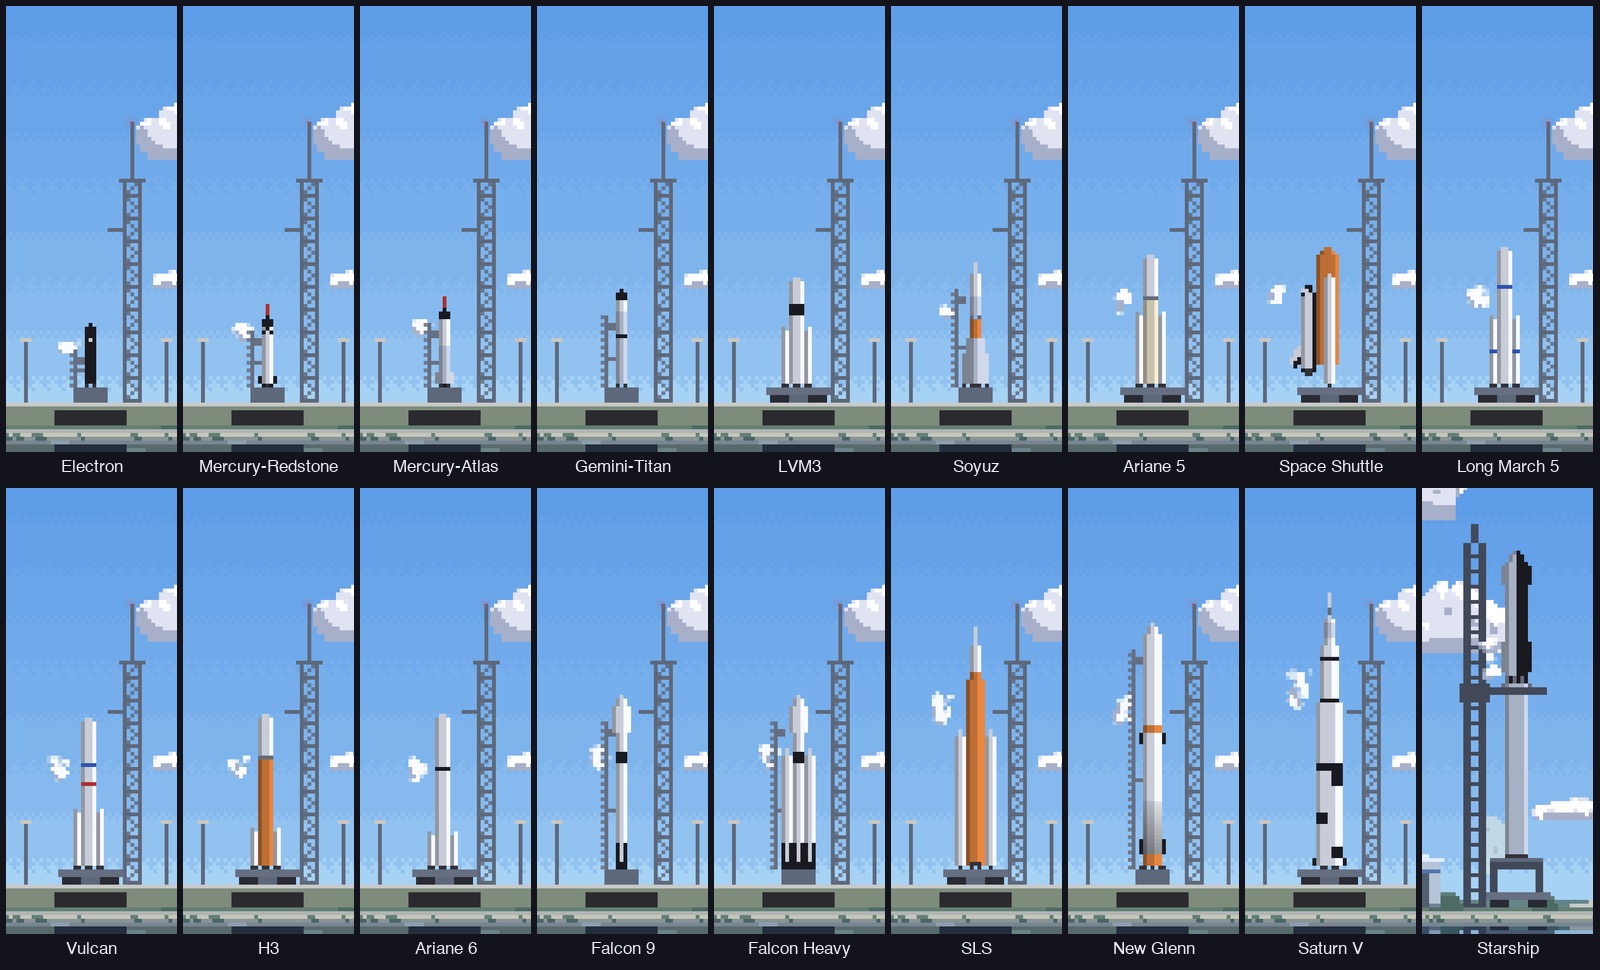 Electron
Mercury-Redstone
Mercury-Atlas
Gemini-Titan
LVM3
Soyuz
Ariane 5
Space Shuttle
Long March 5
Vulcan
H3
Ariane 6
Falcon 9
Falcon Heavy
SLS
New Glenn
Saturn V
Starship